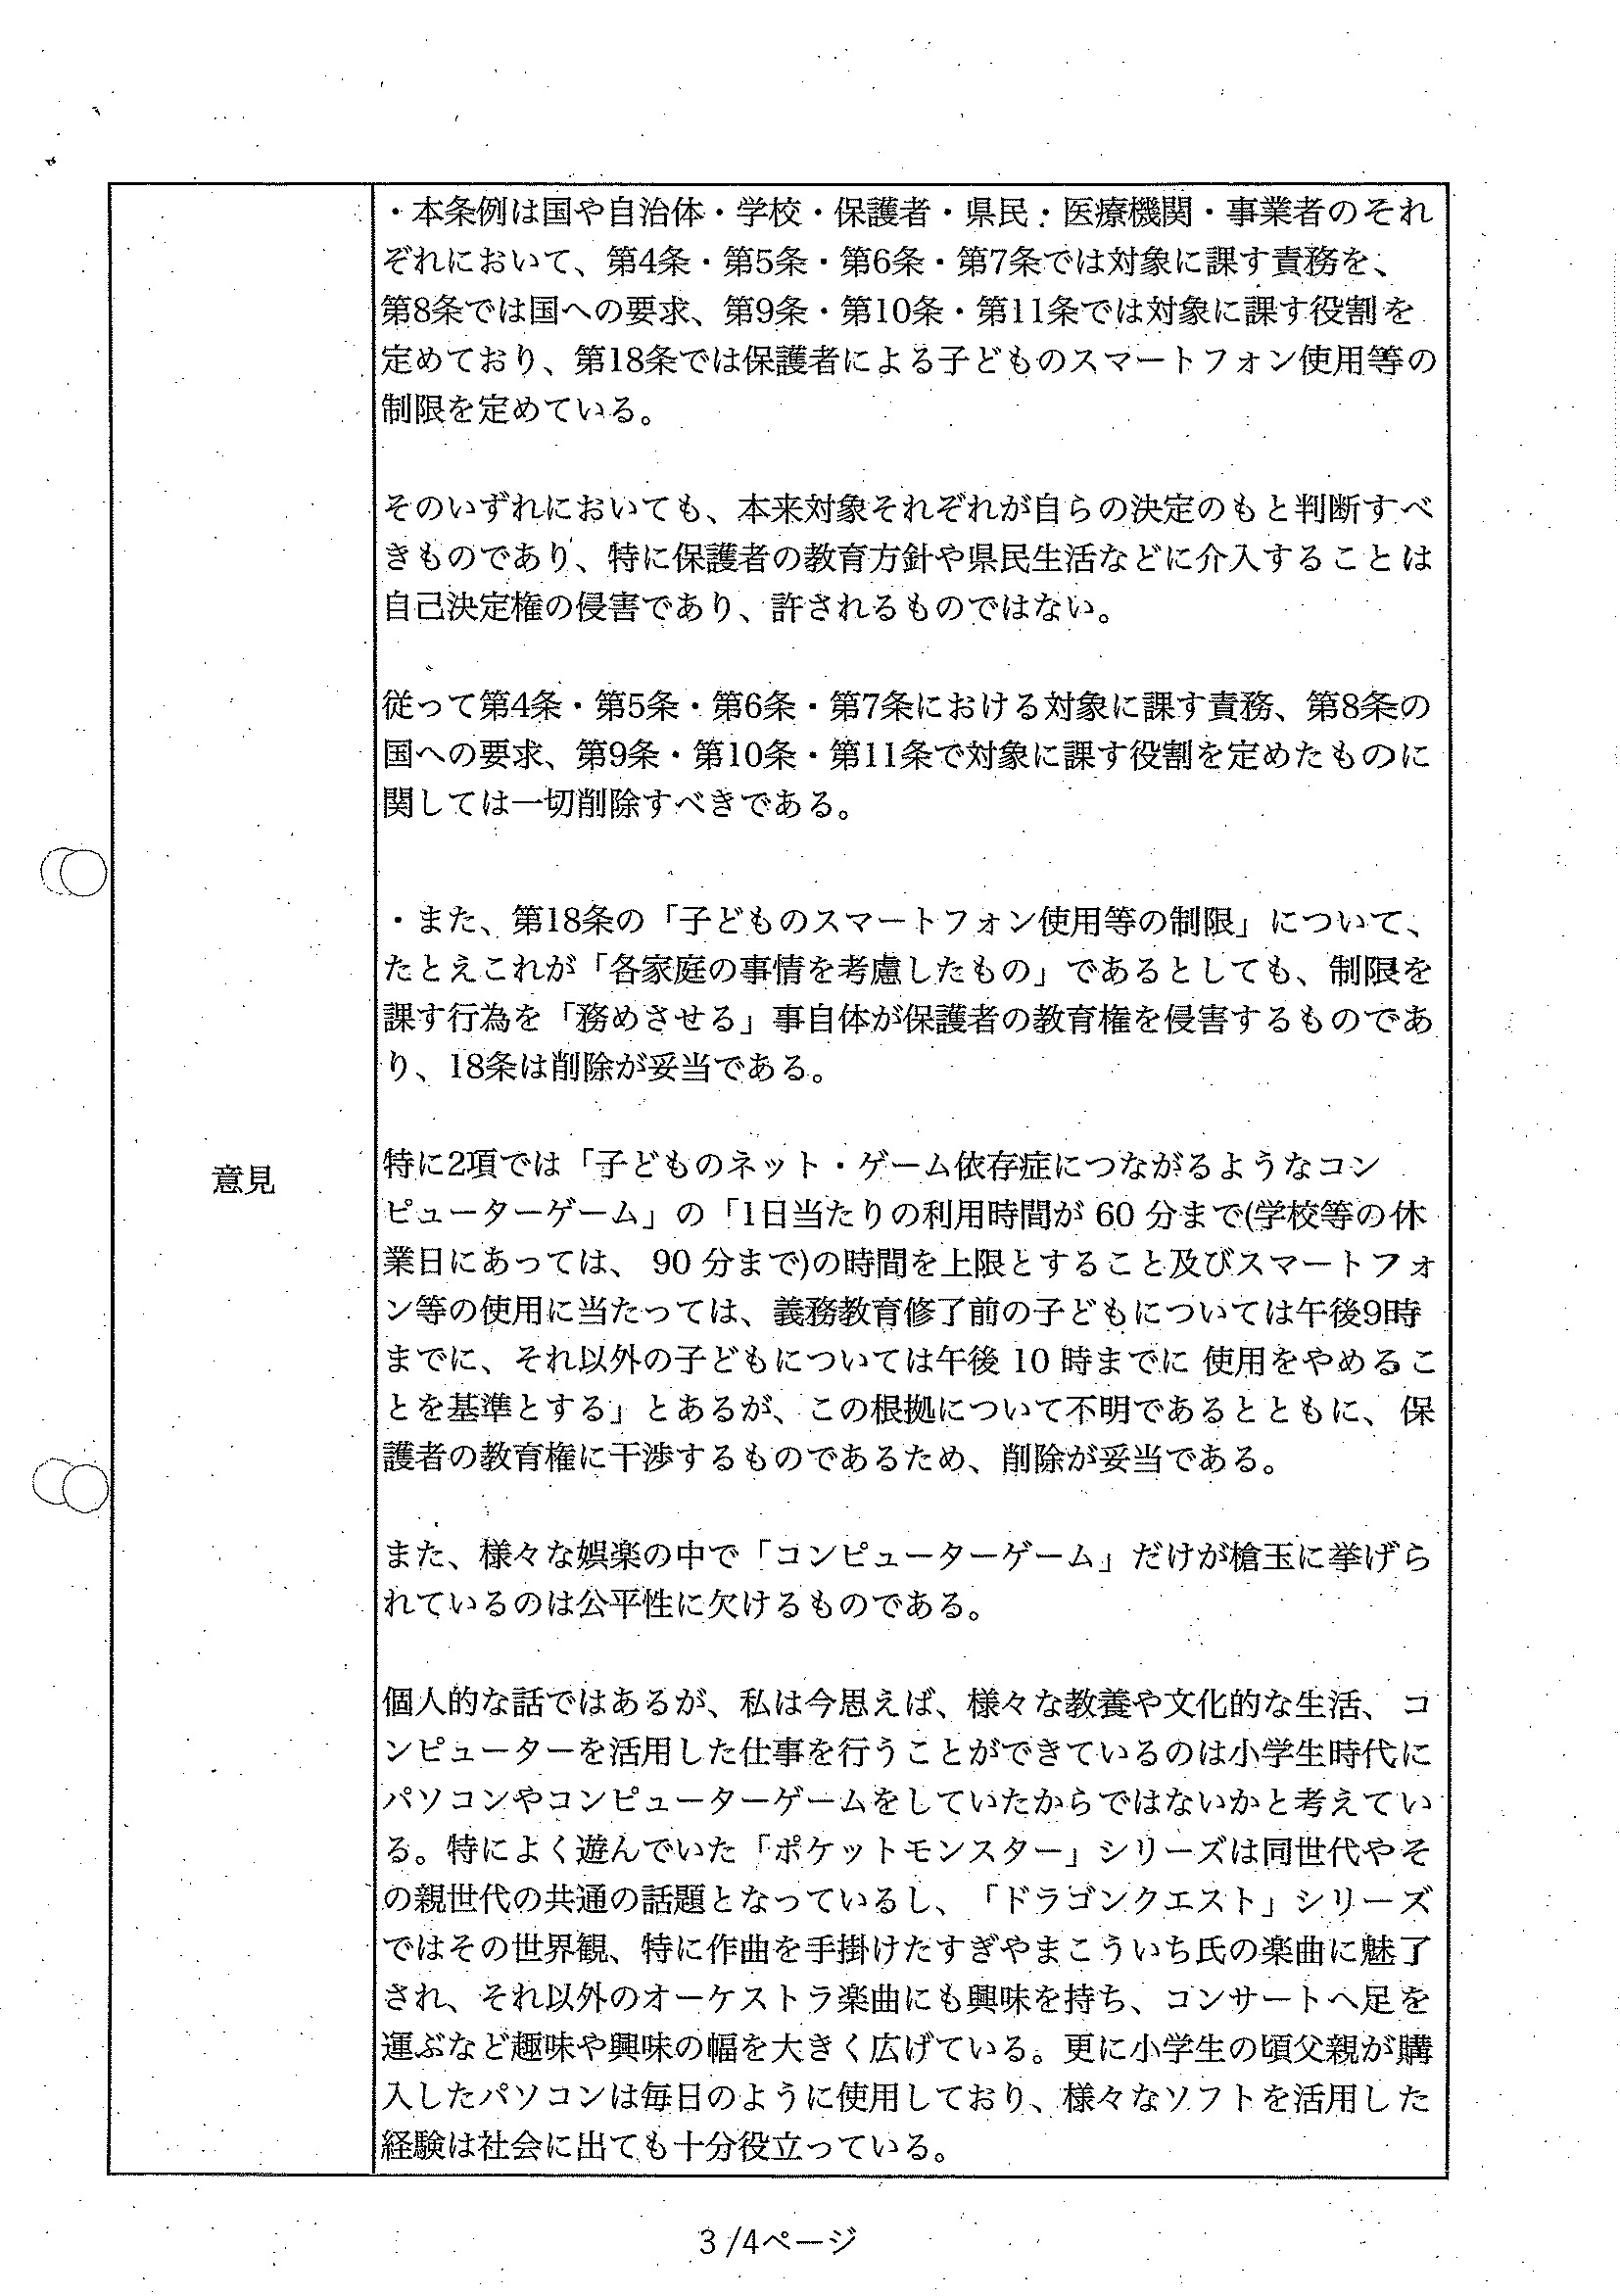 ・本条例は国や自治体・学校・保護者・県民・医療機関・事業者のそれ
ぞれにおいて、第4条・第5条・第6条・第7条では対象に課す責務を、
第8条では国への要求、第9条・第10条・第11条では対象に課す役割を
定めており、第18条では保護者による子どものスマートフォン使用等の
制限を定めている。
そのいずれにおいても、本来対象それぞれが自らの決定のもと判断すべ
きものであり、特に保護者の教育方針や県民生活などに介入することは
自己決定権の侵害であり、許されるものではない。
従って第4条・第5条・第6条・第7条における対象に課す責務、第8条の
国への要求、第9条・第10条・第11条で対象に課す役割を定めたものに
関しては一切削除すべきである。
・また、第18条の「子どものスマートフォン使用等の制限」について、
たとえこれが「各家庭の事情を考慮したもの」であるとしても、制限を
課す行為を「務めさせる」事自体が保護者の教育権を侵害するものであ
り、18条は削除が妥当である。
意見
特に2項では「子どものネット・ゲーム依存症につながるようなコン
ピューターゲーム」の「1日当たりの利用時間が 60 分まで(学校等の休
業日にあっては、 90 分まで)の時間を上限とすること及びスマートフォ
ン等の使用に当たっては、義務教育修了前の子どもについては午後9時
までに、それ以外の子どもについては午後 10 時までに 使用をやめるこ
とを基準とする」とあるが、この根拠について不明であるとともに、保
護者の教育権に干渉するものであるため、削除が妥当である。
また、様々な娯楽の中で「コンピューターゲーム」だけが槍玉に挙げら
れているのは公平性に欠けるものである。
個人的な話ではあるが、私は今思えば、様々な教養や文化的な生活、コ
ンピューターを活用した仕事を行うことができているのは小学生時代に
パソコンやコンピューターゲームをしていたからではないかと考えてい
る。特によく遊んでいた「ポケットモンスター」シリーズは同世代やそ
の親世代の共通の話題となっているし、「ドラゴンクエスト」シリーズ
ではその世界観、特に作曲を手掛けたすぎやまこういち氏の楽曲に魅了
され、それ以外のオーケストラ楽曲にも興味を持ち、コンサートへ足を
運ぶなど趣味や興味の幅を大きく広げている。更に小学生の頃父親が購
入したパソコンは毎日のように使用しており、様々なソフトを活用した
経験は社会に出ても十分役立っている。
3 /4ページ